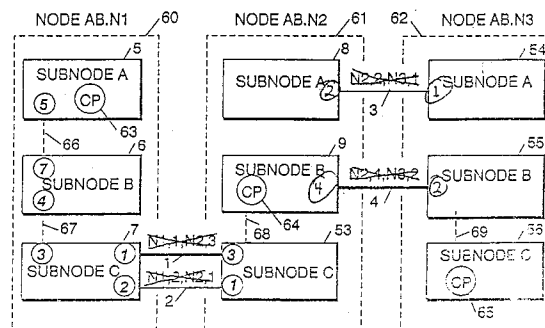 NODE AB.N1
60
NODE AB.N2
61
62
NODE AB.N3
5
8
54
SUBNODE A
5
CP
63
SUBNODE A
2
N2.2,N3.1
3
1
SUBNODE A
66
6
9
55
7
4
SUBNODE B
SUBNODE B
CP
4
64
N2.4,N3.2
4
2
SUBNODE B
67
7
68
53
69
56
3
1
SUBNODE C
2
N1.1,N2.3
1
N1.2,N2.1
2
3
SUBNODE C
1
SUBNODE C
CP
65